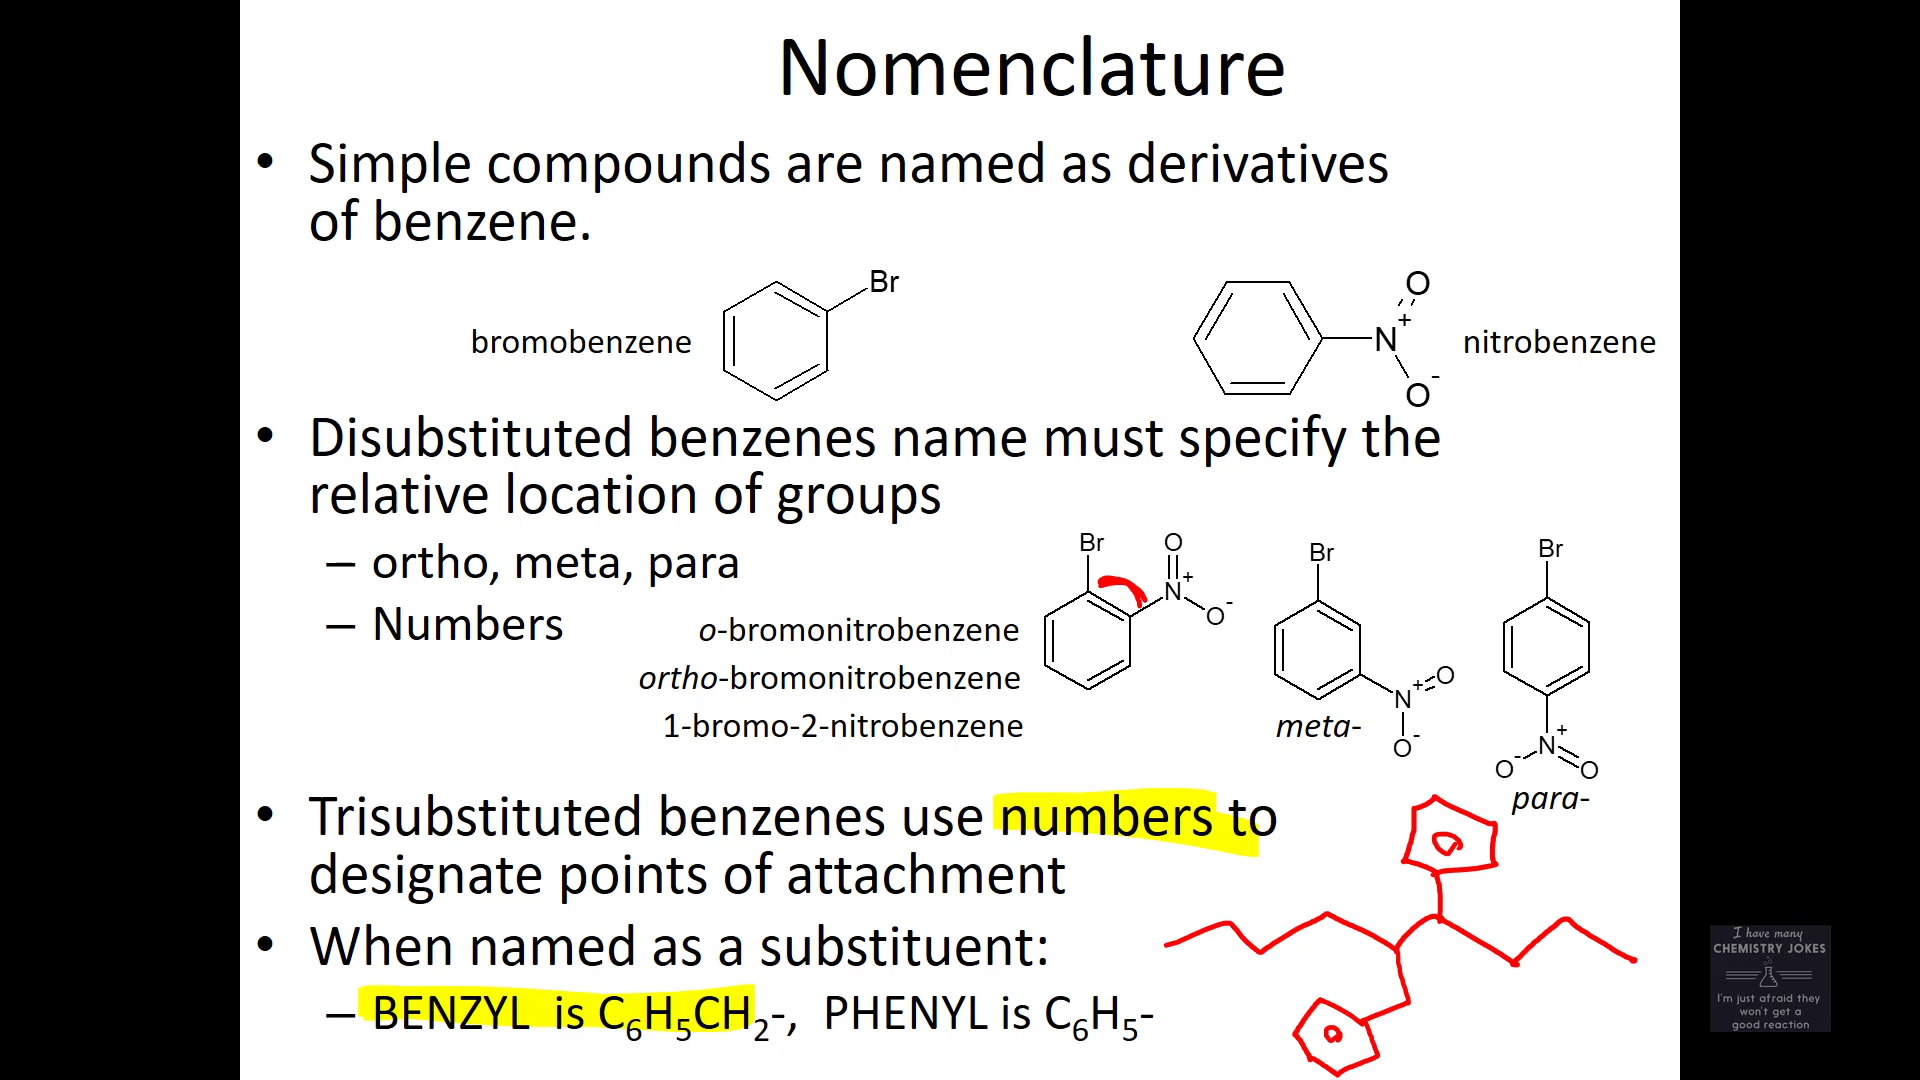 Nomenclature
• Simple compounds are named as derivatives
of benzene.
bromobenzene
Br
N+
O
O-
nitrobenzene
• Disubstituted benzenes name must specify the
relative location of groups
– ortho, meta, para
– Numbers
o-bromonitrobenzene
ortho-bromonitrobenzene
1-bromo-2-nitrobenzene
Br
O
N+
O-
Br
N+
O
O-
meta-
Br
N+
O-
O
para-
• Trisubstituted benzenes use numbers to
designate points of attachment
• When named as a substituent:
– BENZYL is C₆H₅CH₂-, PHENYL is C₆H₅-
I have many
CHEMISTRY JOKES
I'm just afraid they
won't get a
good reaction